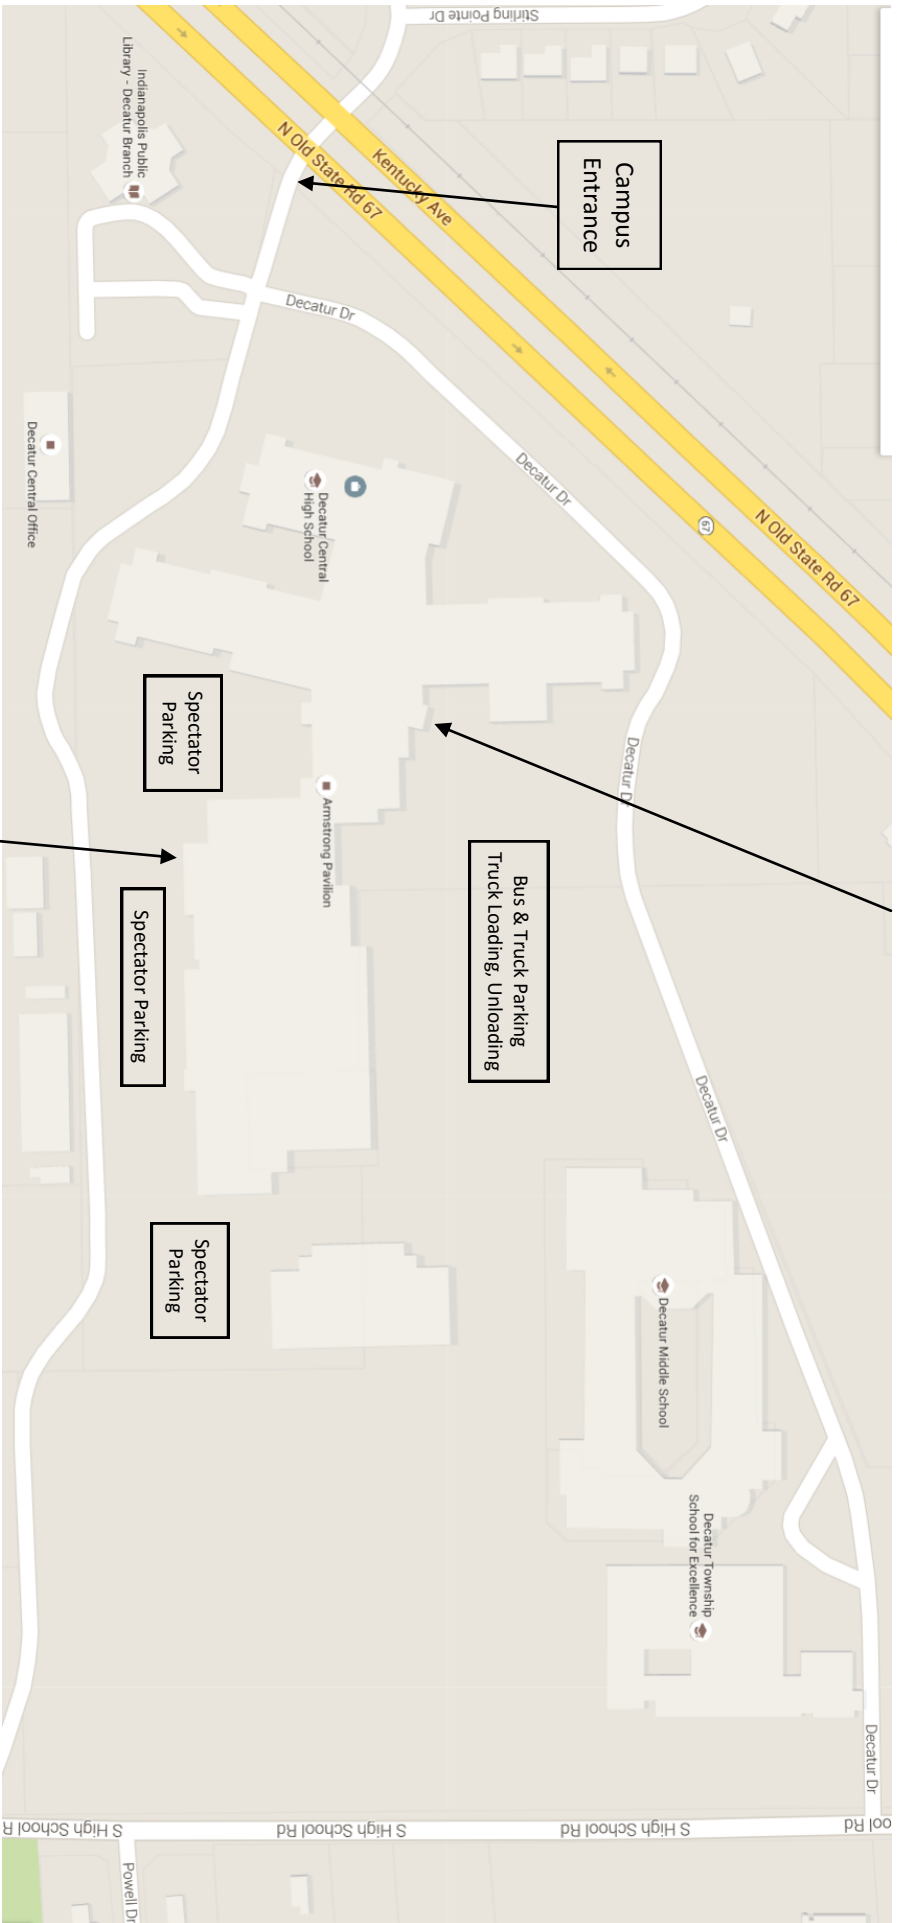 Stirling Pointe Dr
Campus
Entrance
Kentucky Ave
N Old State Rd 67
N Old State Rd 67
67
Indianapolis Public
Library - Decatur Branch
Decatur Dr
Decatur Dr
Decatur Central Office
Decatur Central
High School
Decatur Dr
Spectator
Parking
Armstrong Pavilion
Bus & Truck Parking
Truck Loading, Unloading
Spectator Parking
Decatur Dr
Spectator
Parking
Decatur Middle School
Decatur Township
School for Excellence
Decatur Dr
ool Rd
S High School Rd
S High School Rd
S High School R
Powell Dr